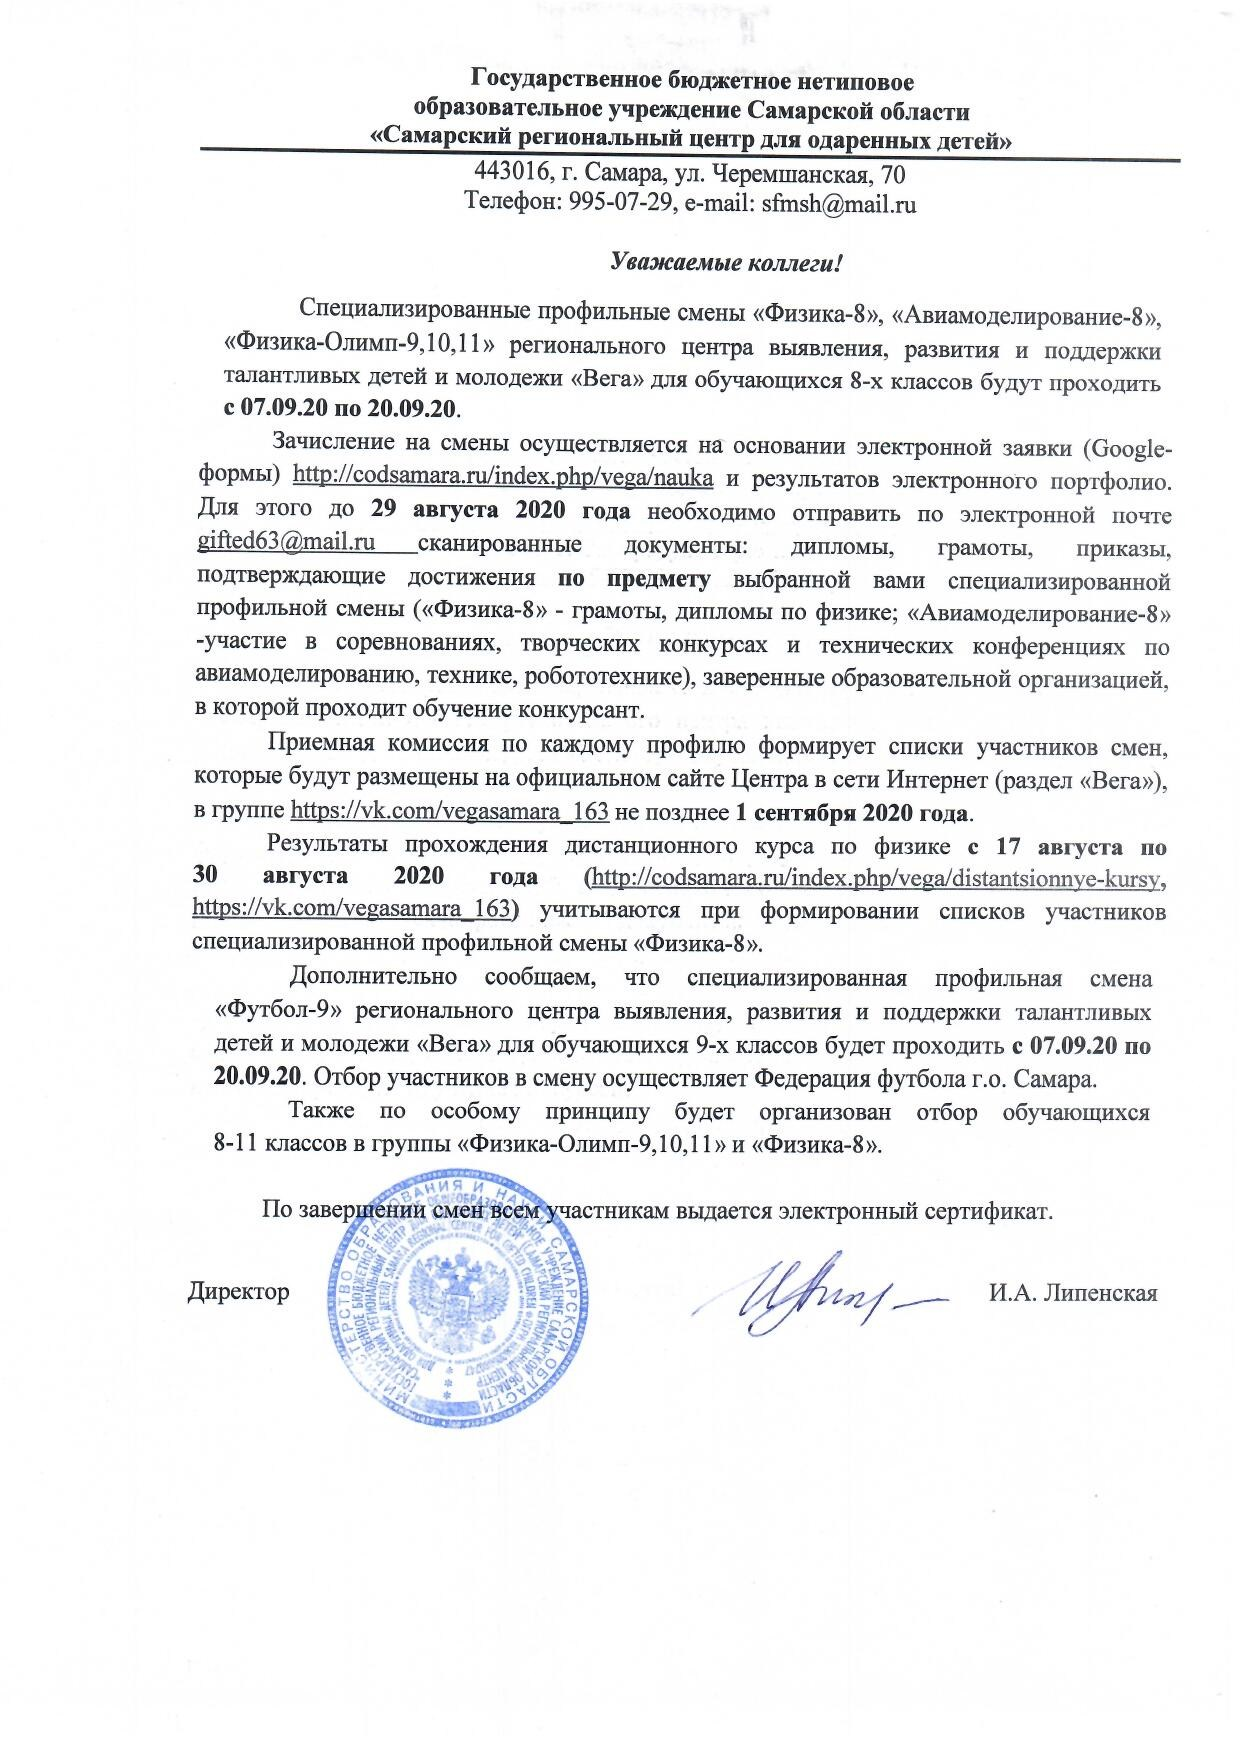 Государственное бюджетное нетиповое
образовательное учреждение Самарской области
«Самарский региональный центр для одаренных детей»
443016, г. Самара, ул. Черемшанская, 70
Телефон: 995-07-29, e-mail: sfmsh@mail.ru
Уважаемые коллеги!
Специализированные профильные смены «Физика-8», «Авиамоделирование-8»,
«Физика-Олимп-9,10,11» регионального центра выявления, развития и поддержки
талантливых детей и молодежи «Вега» для обучающихся 8-х классов будут проходить
с 07.09.20 по 20.09.20.
Зачисление на смены осуществляется на основании электронной заявки (Google-
формы) http://codsamara.ru/index.php/vega/nauka и результатов электронного портфолио.
Для этого до 29 августа 2020 года необходимо отправить по электронной почте
gifted63@mail.ru сканированные документы: дипломы, грамоты, приказы,
подтверждающие достижения по предмету выбранной вами специализированной
профильной смены («Физика-8» - грамоты, дипломы по физике; «Авиамоделирование-8»
-участие в соревнованиях, творческих конкурсах и технических конференциях по
авиамоделированию, технике, робототехнике), заверенные образовательной организацией,
в которой проходит обучение конкурсант.
Приемная комиссия по каждому профилю формирует списки участников смен,
которые будут размещены на официальном сайте Центра в сети Интернет (раздел «Вега»),
в группе https://vk.com/vegasamara_163 не позднее 1 сентября 2020 года.
Результаты прохождения дистанционного курса по физике с 17 августа по
30 августа 2020 года (http://codsamara.ru/index.php/vega/distantsionnye-kursy,
https://vk.com/vegasamara_163) учитываются при формировании списков участников
специализированной профильной смены «Физика-8».
Дополнительно сообщаем, что специализированная профильная смена
«Футбол-9» регионального центра выявления, развития и поддержки талантливых
детей и молодежи «Вега» для обучающихся 9-х классов будет проходить с 07.09.20 по
20.09.20. Отбор участников в смену осуществляет Федерация футбола г.о. Самара.
Также по особому принципу будет организован отбор обучающихся
8-11 классов в группы «Физика-Олимп-9,10,11» и «Физика-8».
По завершении смен всем участникам выдается электронный сертификат.
Директор
И.А. Липенская
МИНИСТЕРСТВО ОБРАЗОВАНИЯ И НАУКИ САМАРСКОЙ ОБЛАСТИ